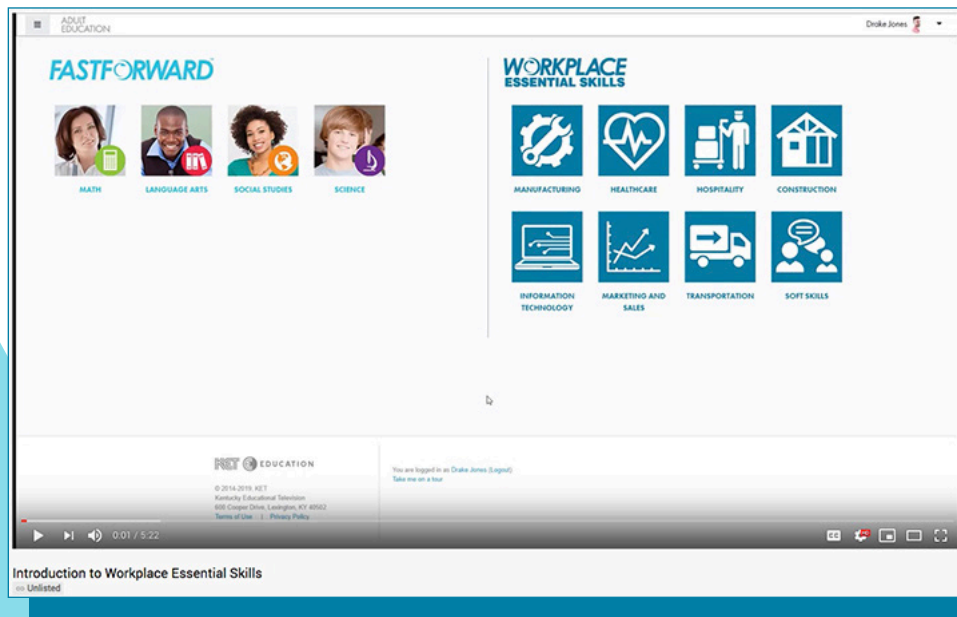 ADULT
EDUCATION
Drake Jones
FASTFORWARD
MATH
LANGUAGE ARTS
SOCIAL STUDIES
SCIENCE
WORKPLACE
ESSENTIAL SKILLS
MANUFACTURING
HEALTHCARE
HOSPITALITY
CONSTRUCTION
INFORMATION
TECHNOLOGY
MARKETING AND
SALES
TRANSPORTATION
SOFT SKILLS
KET EDUCATION
© 2014-2019, KET
Kentucky Educational Television
600 Cooper Drive, Lexington, KY 40502
Terms of Use | Privacy Policy
You are logged in as Drake Jones (Logout)
Take me on a tour
0:01 / 5:22
CC
Introduction to Workplace Essential Skills
Unlisted